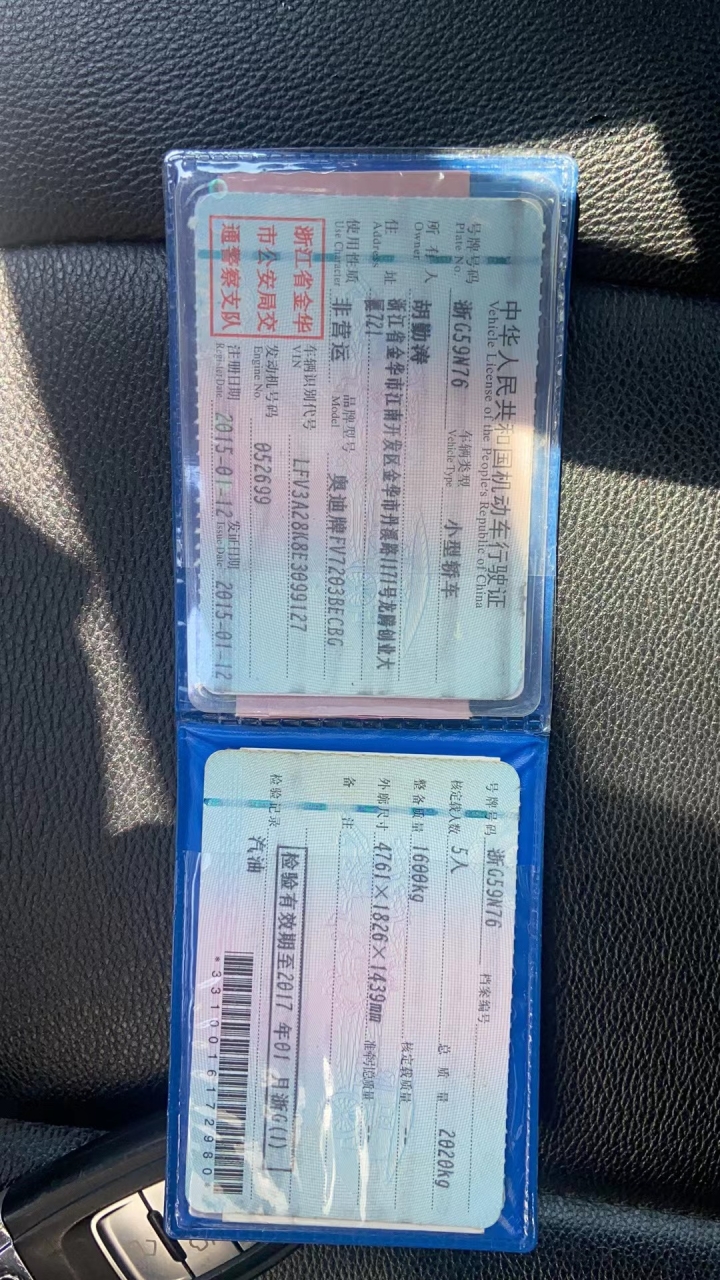 中华人民共和国机动车行驶证
Vehicle License of the People's Republic of China
号牌号码 浙G59N76 车辆类型 小型轿车
Plate No. Vehicle Type
所有人 胡勤涛
Owner
住址 浙江省金华市江南开发区金华市丹溪路1171号龙腾创业大
Address 厦721
使用性质 非营运 品牌型号 奥迪牌FV7203BECBG
Use Character Model
浙江省金华
市公安局交
通警察支队
车辆识别代号 LFV3A28K8E3099127
VIN
发动机号码 052699
Engine No.
注册日期 2015-01-12 发证日期 2015-01-12
Register Date Issue Date
号牌号码 浙G59N76 档案编号
核定载人数 5人 总质量 2020kg
整备质量 1600kg 核定载质量 --
外廓尺寸 4761×1826×1439mm 准牵引总质量 --
备注
检验有效期至2017年01月浙G(1)
检验记录
汽油
*3310016172980